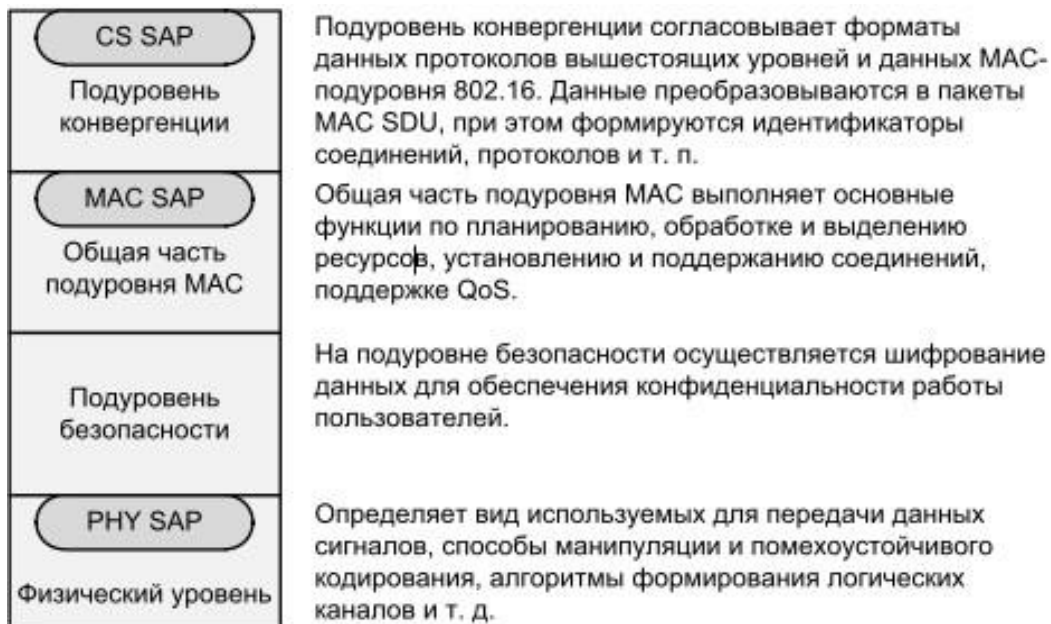 CS SAP
Подуровень
конвергенции
Подуровень конвергенции согласовывает форматы
данных протоколов вышестоящих уровней и данных MAC-
подуровня 802.16. Данные преобразовываются в пакеты
MAC SDU, при этом формируются идентификаторы
соединений, протоколов и т. п.
MAC SAP
Общая часть
подуровня MAC
Общая часть подуровня MAC выполняет основные
функции по планированию, обработке и выделению
ресурсов, установлению и поддержанию соединений,
поддержке QoS.
Подуровень
безопасности
На подуровне безопасности осуществляется шифрование
данных для обеспечения конфиденциальности работы
пользователей.
PHY SAP
Физический уровень
Определяет вид используемых для передачи данных
сигналов, способы манипуляции и помехоустойчивого
кодирования, алгоритмы формирования логических
каналов и т. д.